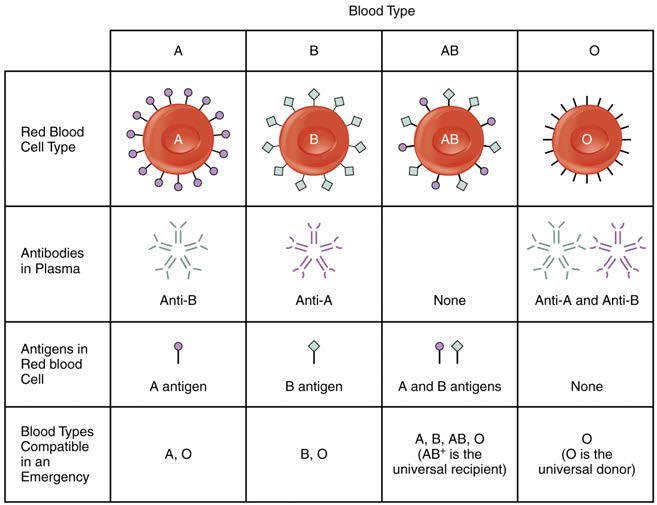 Blood Type
A
B
AB
O
Red Blood
Cell Type
A
B
AB
O
Antibodies
in Plasma
Anti-B
Anti-A
None
Anti-A and Anti-B
Antigens in
Red blood
Cell
A antigen
B antigen
A and B antigens
None
Blood Types
Compatible
in an
Emergency
A, O
B, O
A, B, AB, O
(AB⁺ is the
universal recipient)
O
(O is the
universal donor)